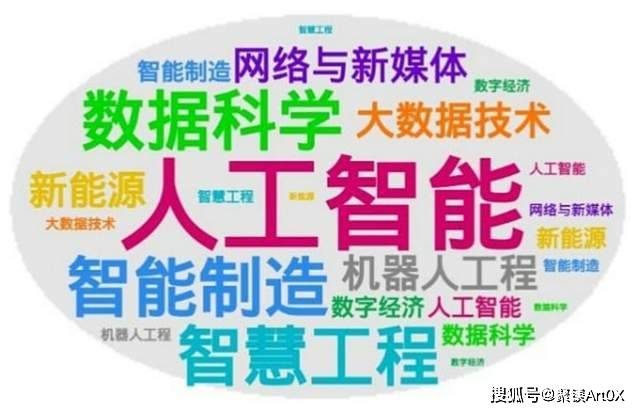 智慧工程
智能制造
网络与新媒体
数字经济
数据科学
大数据技术
人工智能
人工智能
新能源
智慧工程
新能源
网络与新媒体
大数据技术
新能源
智能制造
机器人工程
智能制造
数字经济
人工智能
数据科学
机器人工程
智慧工程
数据科学
数字经济
搜狐号@聚镁ArtOX